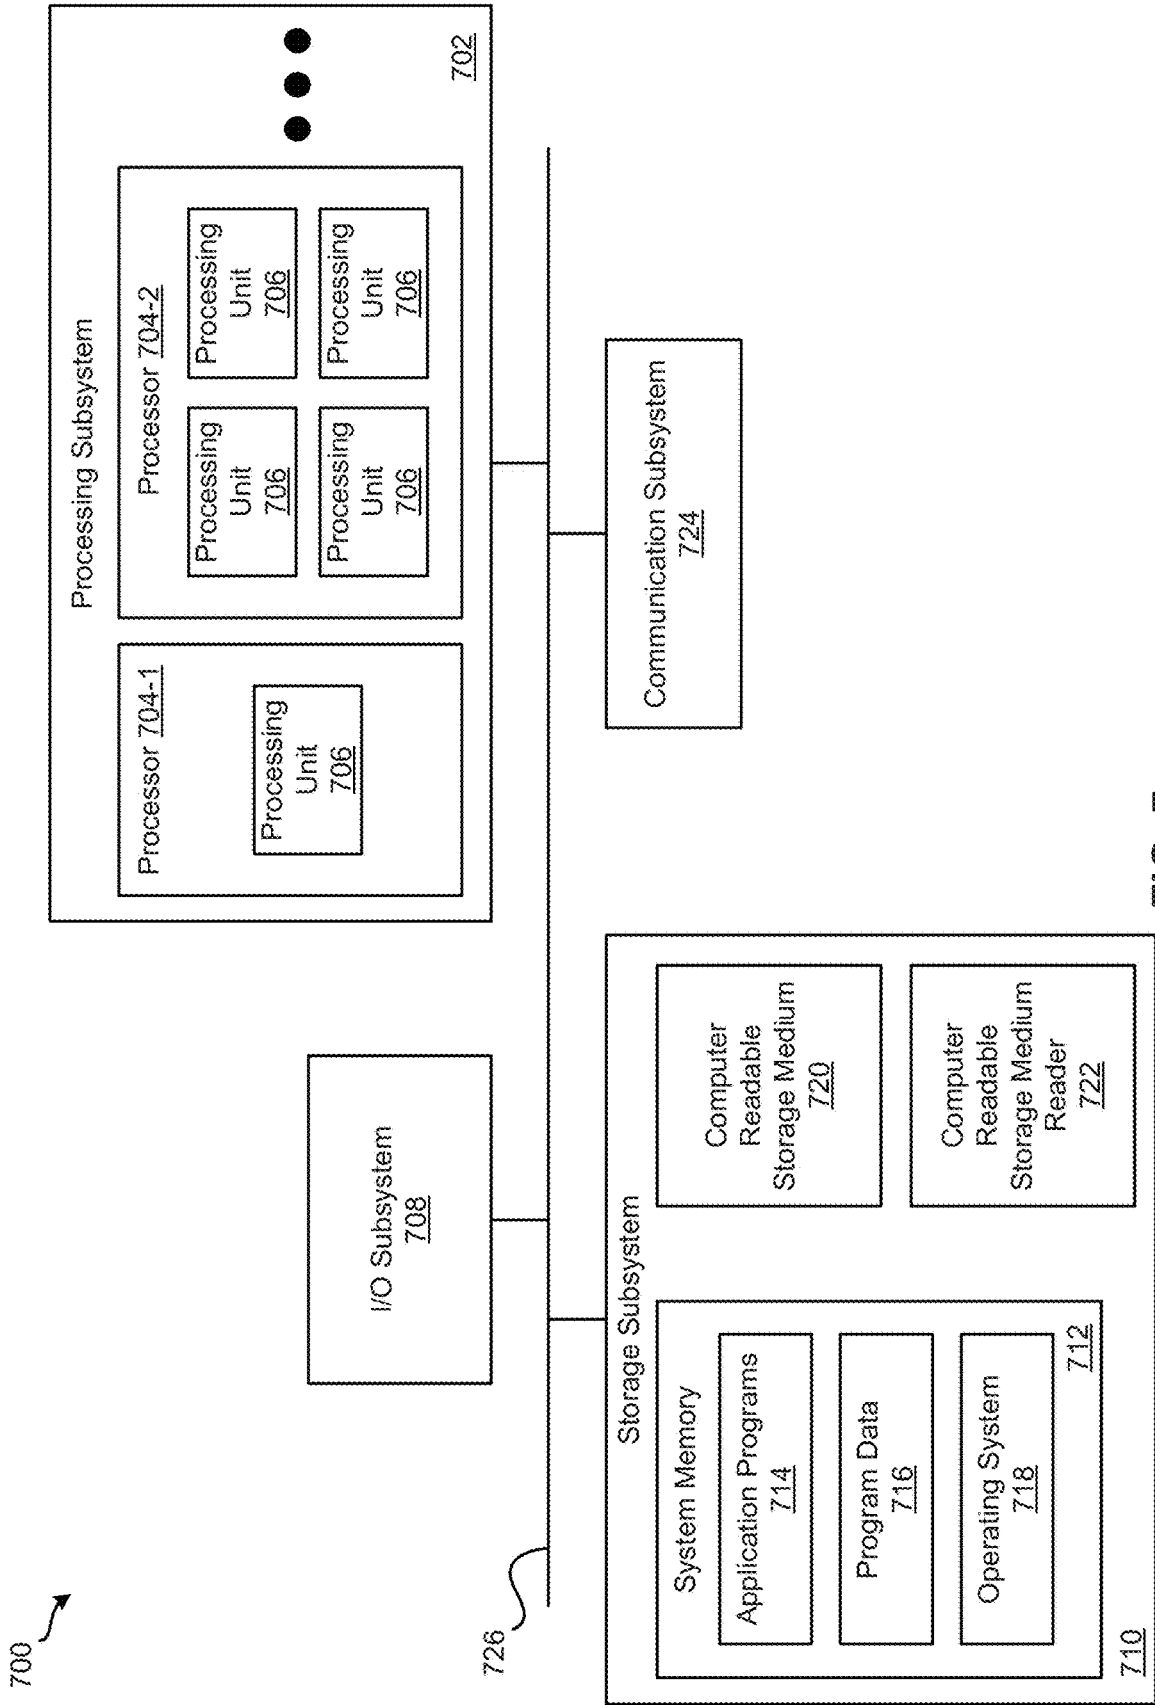 700
726
I/O Subsystem
708
Processing Subsystem
Processor 704-1
Processing
Unit
706
Processor 704-2
Processing
Unit
706
Processing
Unit
706
Processing
Unit
706
Processing
Unit
706
702
Storage Subsystem
System Memory
Application Programs
714
Program Data
716
Operating System
718
712
Computer
Readable
Storage Medium
720
Computer
Readable
Storage Medium
Reader
722
710
Communication Subsystem
724